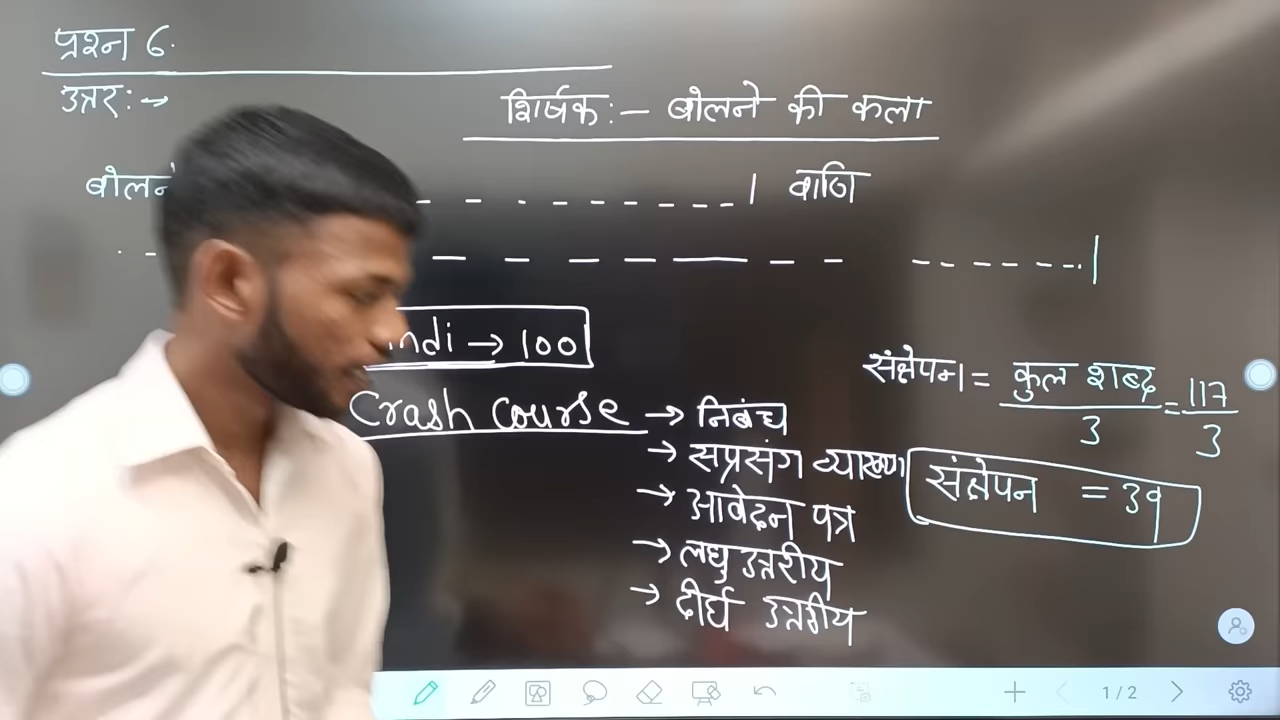 प्रश्न 6.
उत्तर:→
शिर्षक:- बोलने की कला
बोलने - - - - - - - - - - । वाणि
. - - - - - - - - - - - - - - - .।
→ 100
Crash Course → निबंध
→ सप्रसंग व्याख्या
→ आवेदन पत्र
→ लघु उत्तरीय
→ दीर्घ उत्तरीय
संक्षेपन = कुल शब्द / 3 = 117 / 3
संक्षेपन = 39
1 / 2